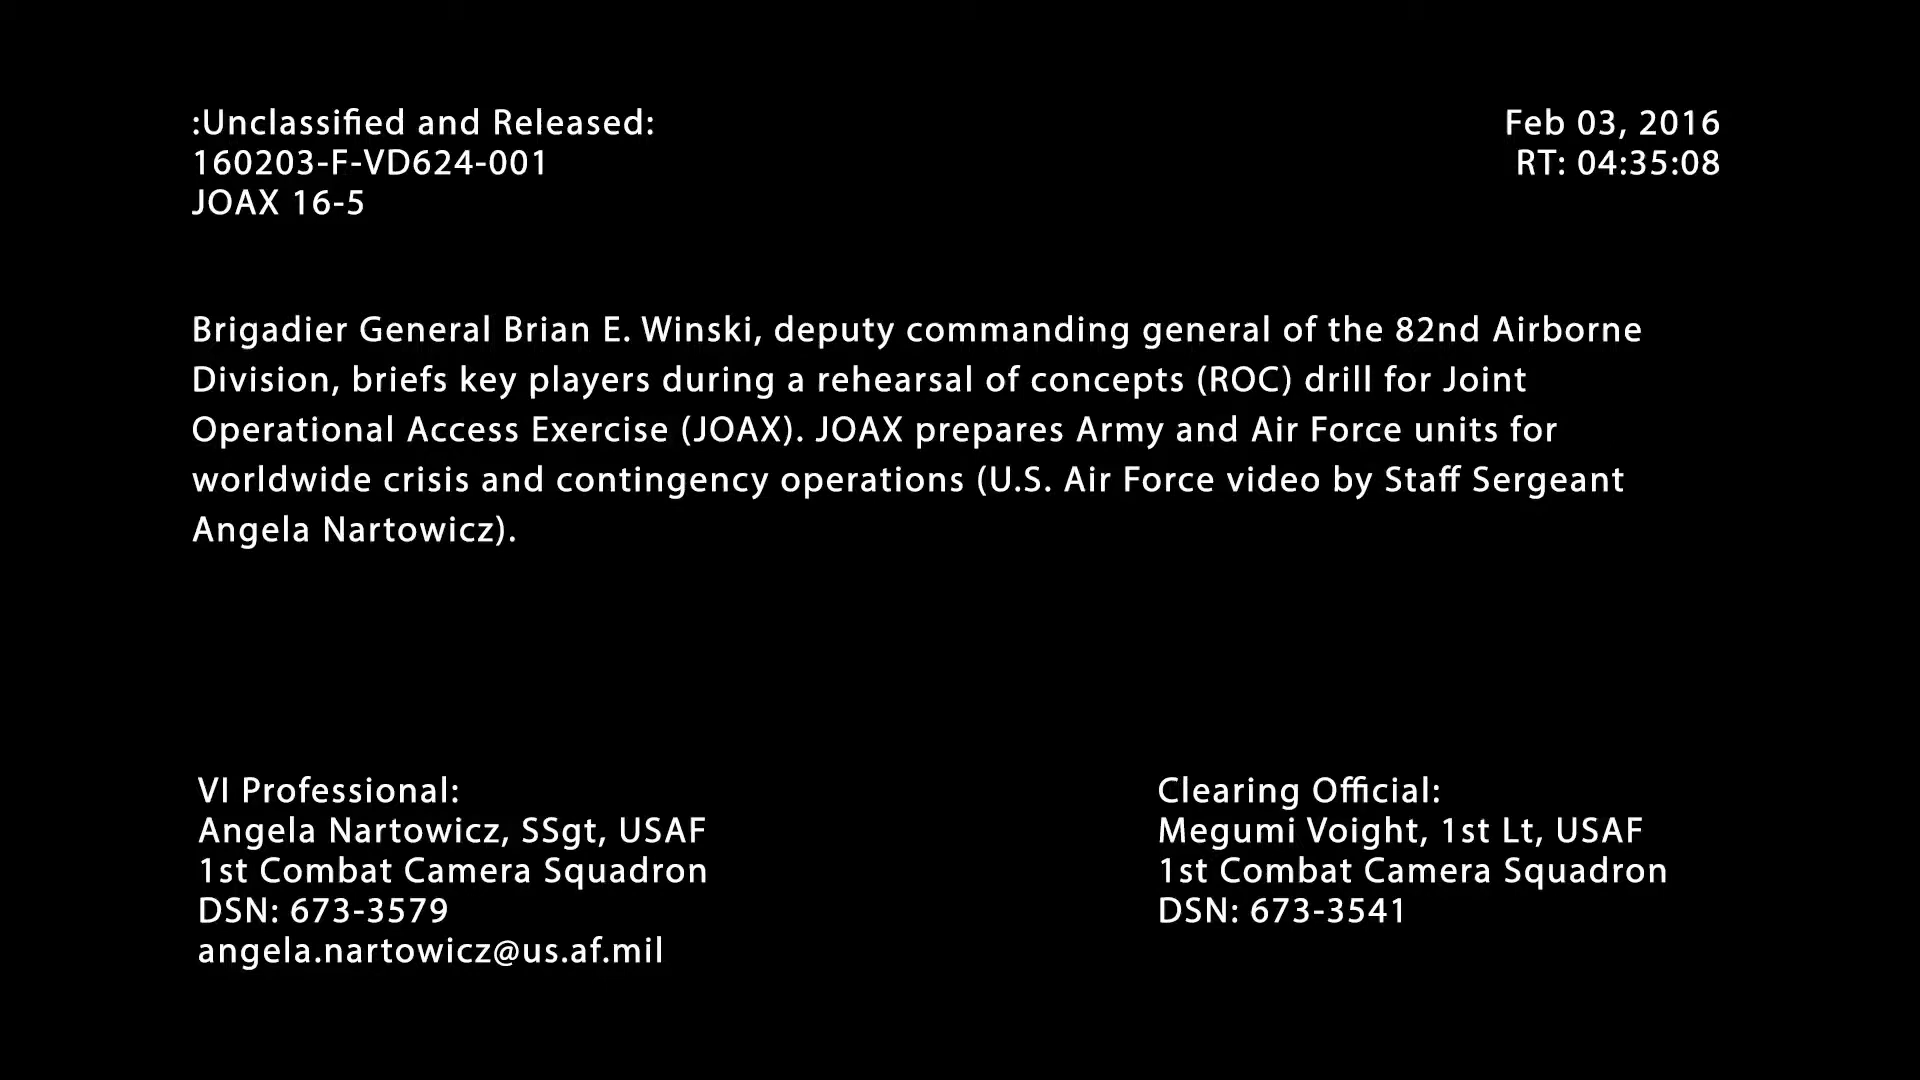 :Unclassified and Released:
160203-F-VD624-001
JOAX 16-5
Feb 03, 2016
RT: 04:35:08
Brigadier General Brian E. Winski, deputy commanding general of the 82nd Airborne
Division, briefs key players during a rehearsal of concepts (ROC) drill for Joint
Operational Access Exercise (JOAX). JOAX prepares Army and Air Force units for
worldwide crisis and contingency operations (U.S. Air Force video by Staff Sergeant
Angela Nartowicz).
VI Professional:
Angela Nartowicz, SSgt, USAF
1st Combat Camera Squadron
DSN: 673-3579
angela.nartowicz@us.af.mil
Clearing Official:
Megumi Voight, 1st Lt, USAF
1st Combat Camera Squadron
DSN: 673-3541